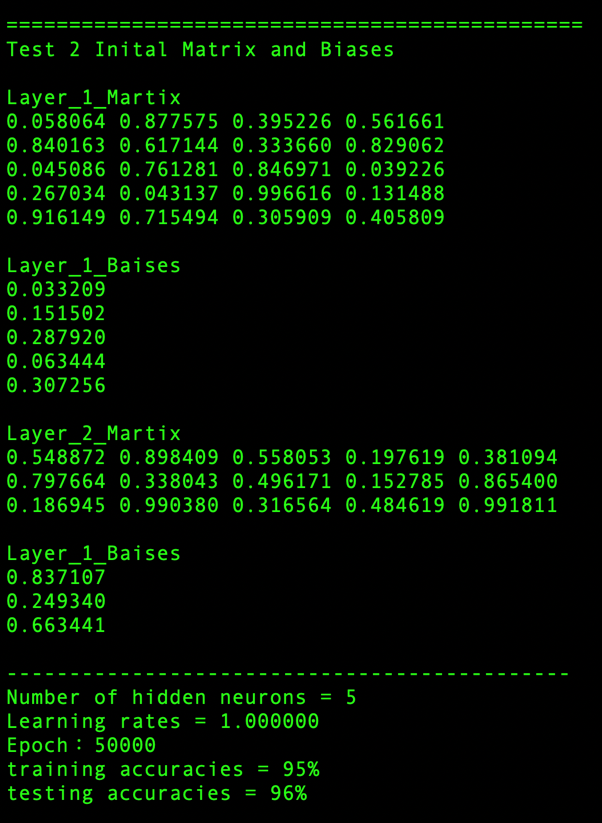 ==============================================
Test 2 Inital Matrix and Biases
Layer_1_Martix
0.058064 0.877575 0.395226 0.561661
0.840163 0.617144 0.333660 0.829062
0.045086 0.761281 0.846971 0.039226
0.267034 0.043137 0.996616 0.131488
0.916149 0.715494 0.305909 0.405809
Layer_1_Baises
0.033209
0.151502
0.287920
0.063444
0.307256
Layer_2_Martix
0.548872 0.898409 0.558053 0.197619 0.381094
0.797664 0.338043 0.496171 0.152785 0.865400
0.186945 0.990380 0.316564 0.484619 0.991811
Layer_1_Baises
0.837107
0.249340
0.663441
---------------------------------------------
Number of hidden neurons = 5
Learning rates = 1.000000
Epoch：50000
training accuracies = 95%
testing accuracies = 96%